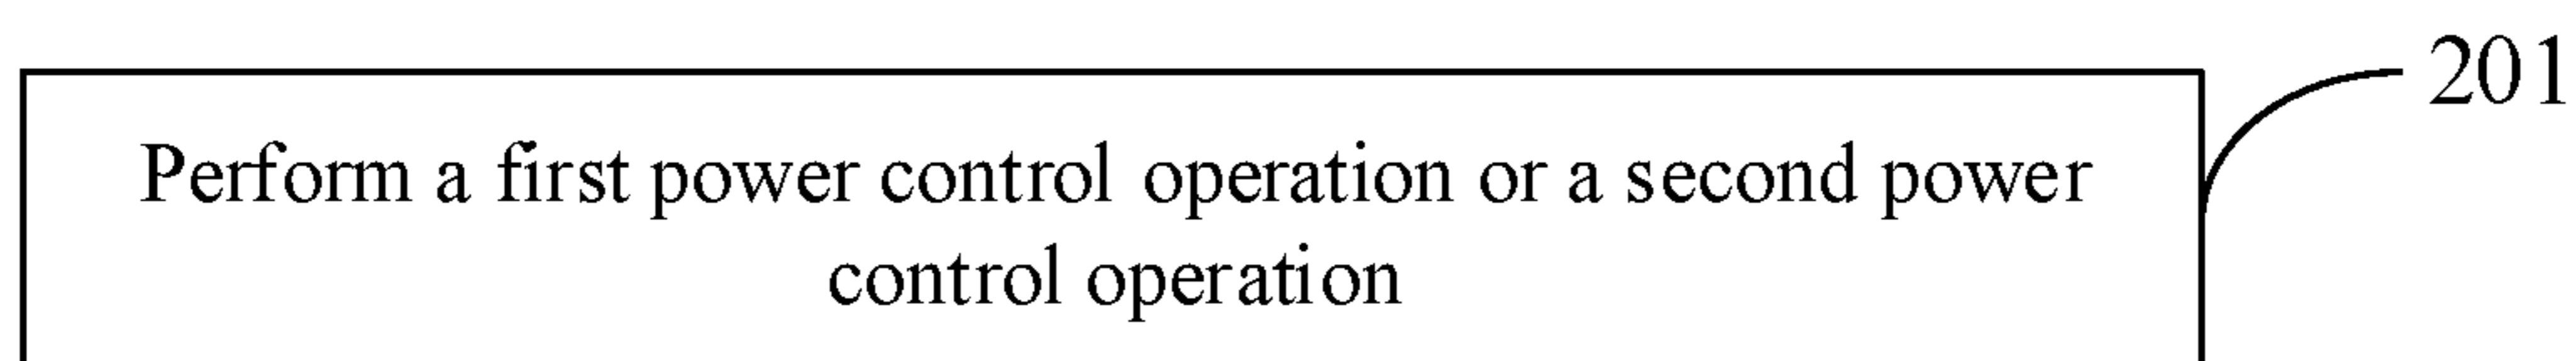 201
Perform a first power control operation or a second power
control operation